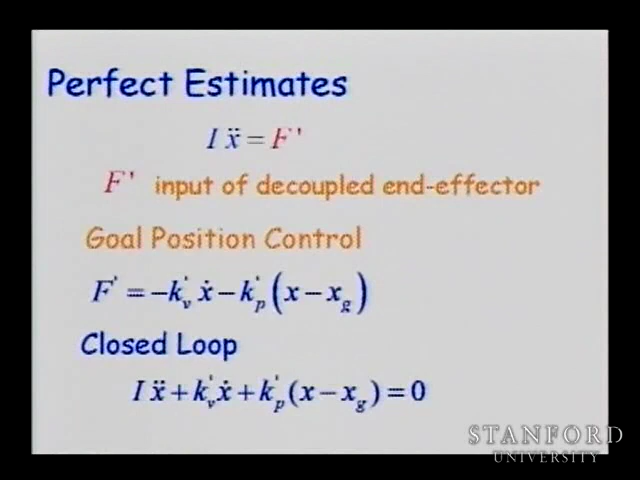 Perfect Estimates
I ẍ = F'
F' input of decoupled end-effector
Goal Position Control
F' = −k'ᵥ ẋ − k'ₚ (x − x_g)
Closed Loop
I ẍ + k'ᵥ ẋ + k'ₚ (x − x_g) = 0
STANFORD
UNIVERSITY